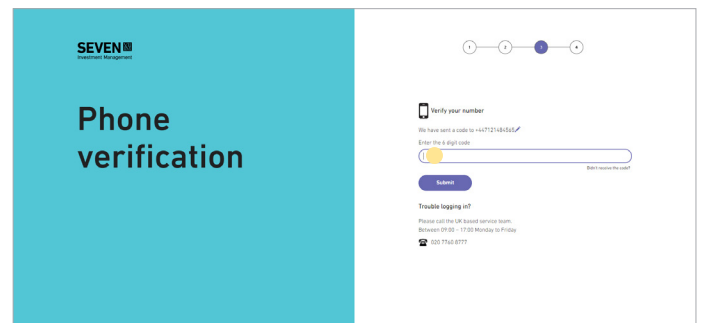 SEVEN
Investment Management
Phone
verification
1 2 3 4
Verify your number
We have sent a code to +447121484565
Enter the 6 digit code
Didn't receive the code?
Submit
Trouble logging in?
Please call the UK based service team.
Between 09.00 - 17.00 Monday to Friday
020 7760 8777